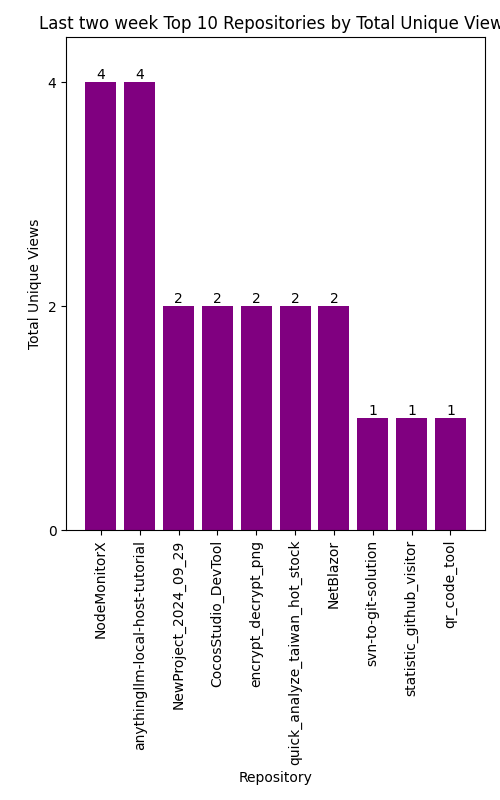 Last two week Top 10 Repositories by Total Unique View
4
4
2
2
2
2
2
1
1
1
4
2
0
Total Unique Views
NodeMonitorX
anythingllm-local-host-tutorial
NewProject_2024_09_29
CocosStudio_DevTool
encrypt_decrypt_png
quick_analyze_taiwan_hot_stock
NetBlazor
svn-to-git-solution
statistic_github_visitor
qr_code_tool
Repository